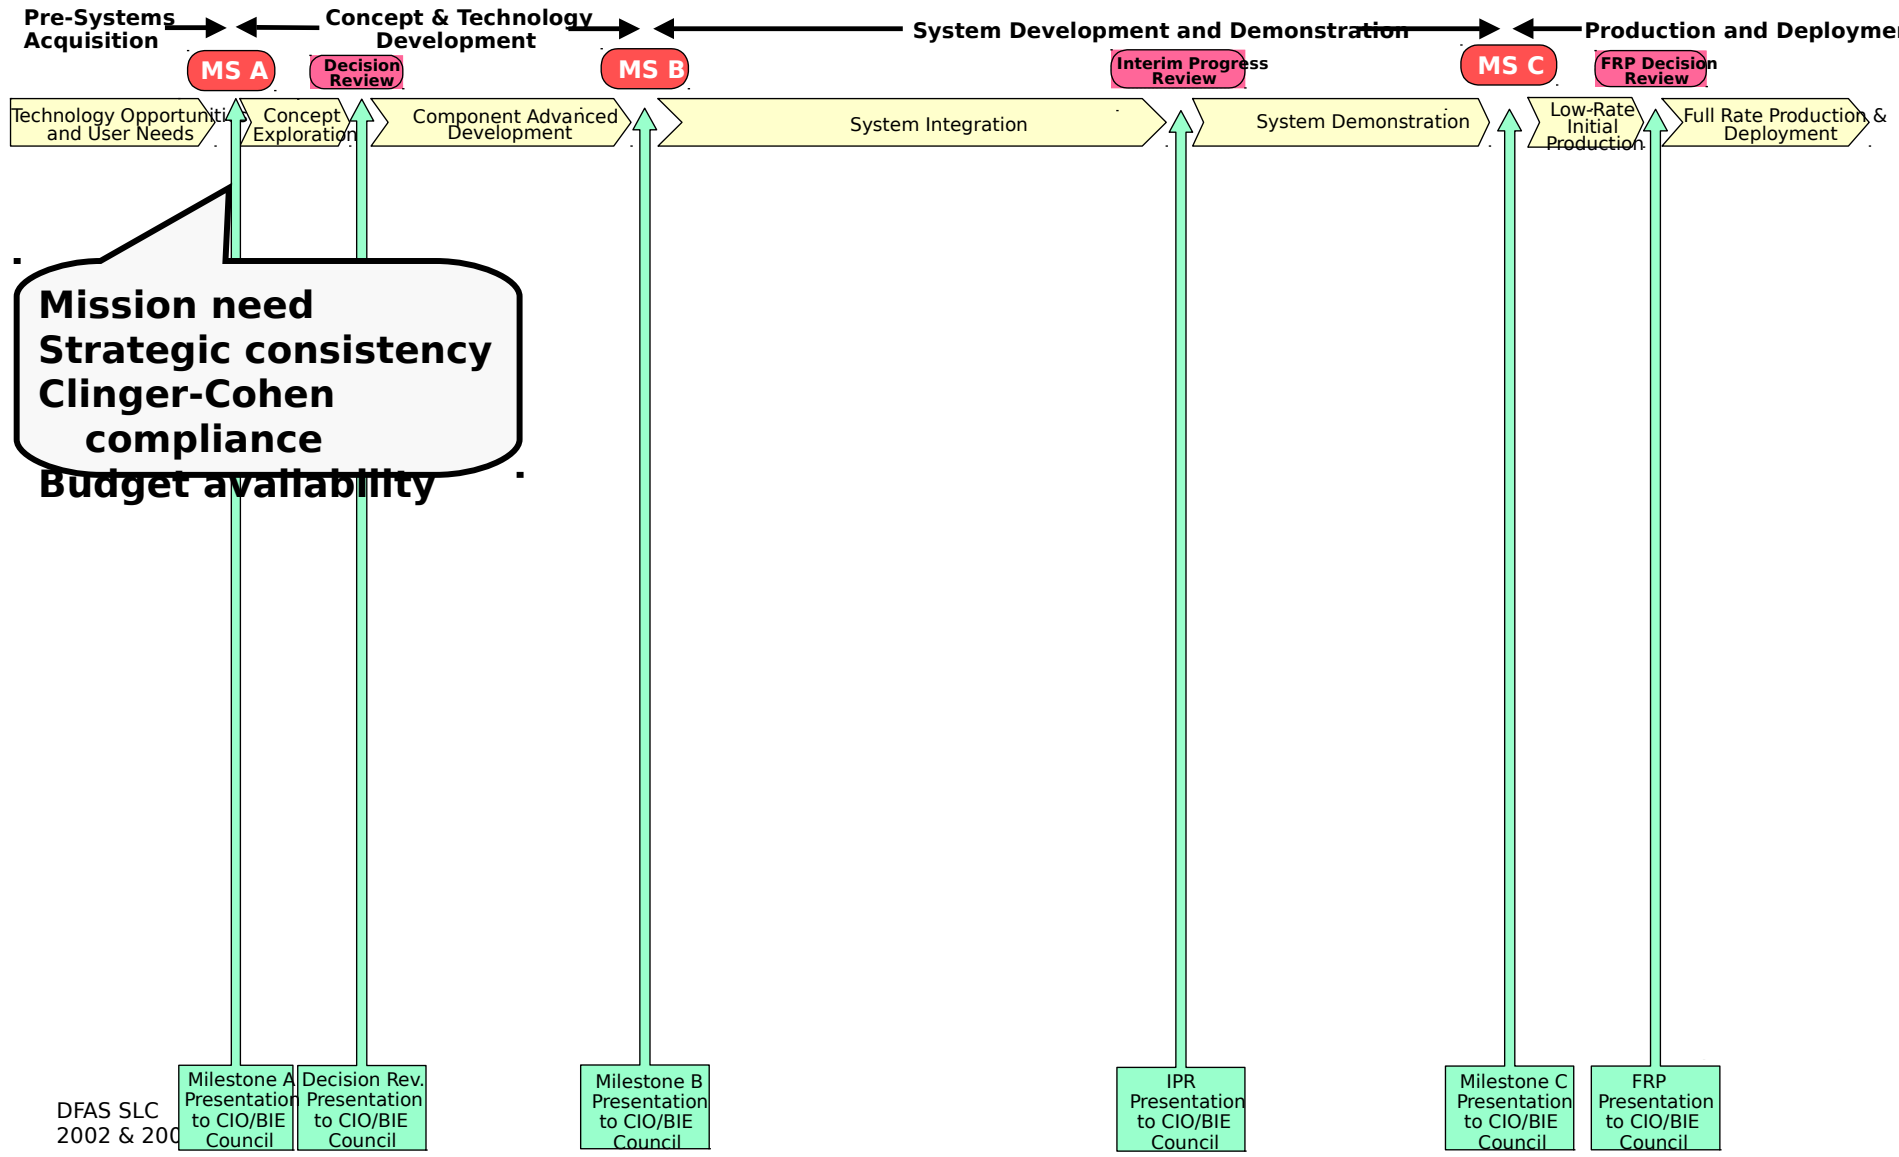 Pre-Systems
Acquisition
Concept & Technology
Development
System Development and Demonstration
Production and Deployme
MS A
Decision
Review
MS B
Interim Progress
Review
MS C
FRP Decision
Review
Technology Opportuniti
and User Needs
Concept
Exploration
Component Advanced
Development
System Integration
System Demonstration
Low-Rate
Initial
Production
Full Rate Production &
Deployment
Mission need
Strategic consistency
Clinger-Cohen
compliance
Budget availability
DFAS SLC
2002 & 200
Milestone A
Presentation
to CIO/BIE
Council
Decision Rev.
Presentation
to CIO/BIE
Council
Milestone B
Presentation
to CIO/BIE
Council
IPR
Presentation
to CIO/BIE
Council
Milestone C
Presentation
to CIO/BIE
Council
FRP
Presentation
to CIO/BIE
Council